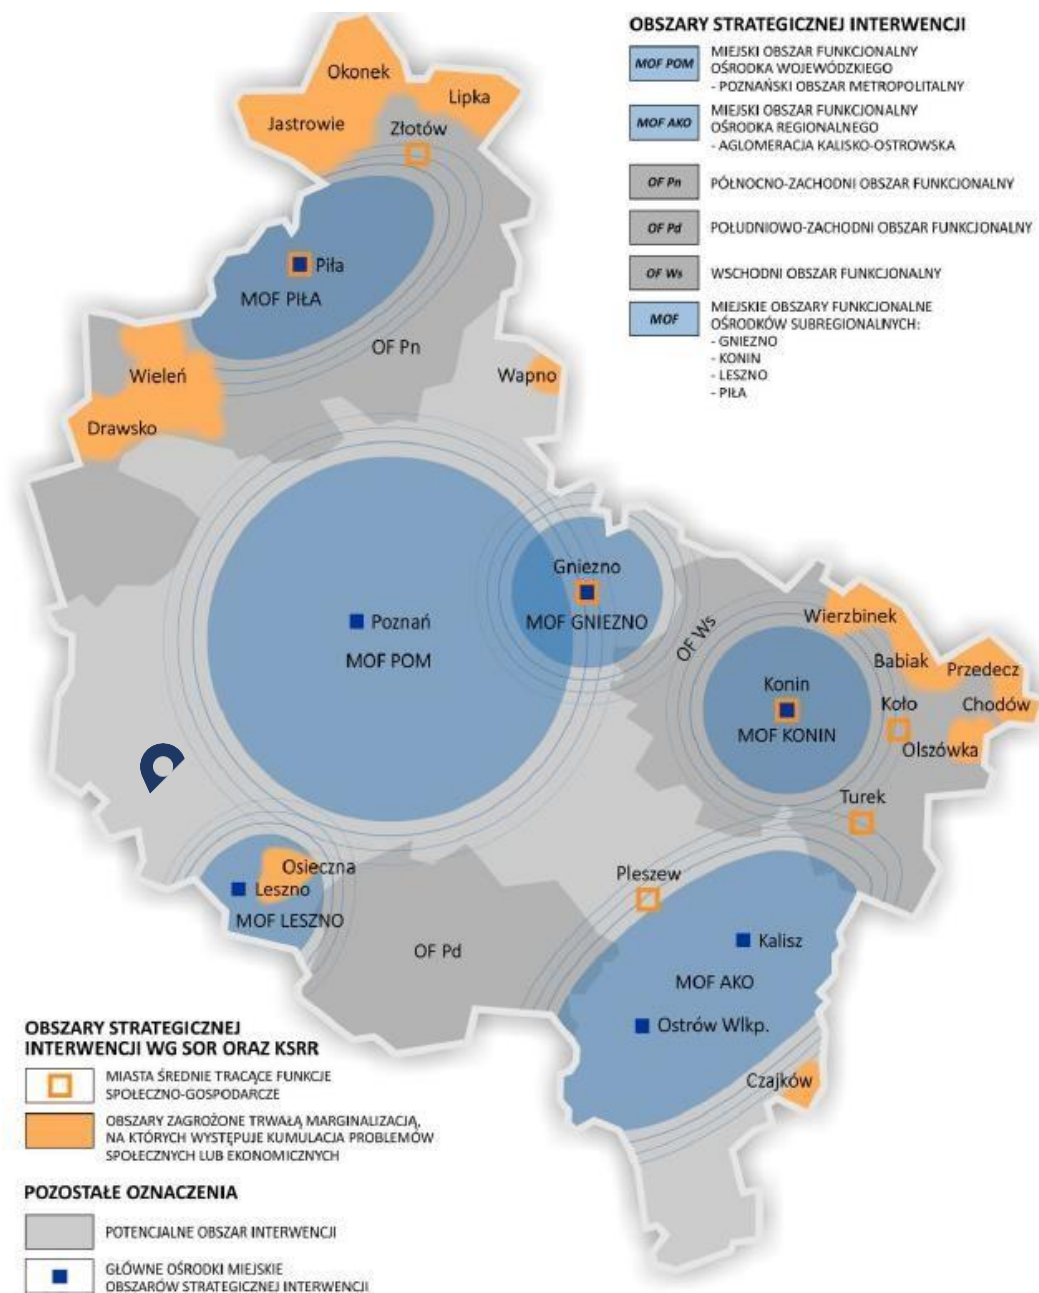 OBSZARY STRATEGICZNEJ INTERWENCJI
MOF POM
MIEJSKI OBSZAR FUNKCJONALNY
OŚRODKA WOJEWÓDZKIEGO
- POZNAŃSKI OBSZAR METROPOLITALNY
MOF AKO
MIEJSKI OBSZAR FUNKCJONALNY
OŚRODKA REGIONALNEGO
- AGLOMERACJA KALISKO-OSTROWSKA
OF Pn
PÓŁNOCNO-ZACHODNI OBSZAR FUNKCJONALNY
OF Pd
POŁUDNIOWO-ZACHODNI OBSZAR FUNKCJONALNY
OF Ws
WSCHODNI OBSZAR FUNKCJONALNY
MOF
MIEJSKIE OBSZARY FUNKCJONALNE
OŚRODKÓW SUBREGIONALNYCH:
- GNIEZNO
- KONIN
- LESZNO
- PIŁA
Okonek
Lipka
Jastrowie
Złotów
Piła
MOF PIŁA
OF Pn
Wieleń
Wapno
Drawsko
Gniezno
Poznań
MOF GNIEZNO
MOF POM
OF Ws
Wierzbinek
Babiak
Przedecz
Konin
Koło
Chodów
MOF KONIN
Olszówka
Turek
Osieczna
Pleszew
Leszno
MOF LESZNO
OF Pd
Kalisz
MOF AKO
Ostrów Wlkp.
Czajków
OBSZARY STRATEGICZNEJ
INTERWENCJI WG SOR ORAZ KSRR
MIASTA ŚREDNIE TRACĄCE FUNKCJE
SPOŁECZNO-GOSPODARCZE
OBSZARY ZAGROŻONE TRWAŁĄ MARGINALIZACJĄ,
NA KTÓRYCH WYSTĘPUJE KUMULACJA PROBLEMÓW
SPOŁECZNYCH LUB EKONOMICZNYCH
POZOSTAŁE OZNACZENIA
POTENCJALNE OBSZAR INTERWENCJI
GŁÓWNE OŚRODKI MIEJSKIE
OBSZARÓW STRATEGICZNEJ INTERWENCJI